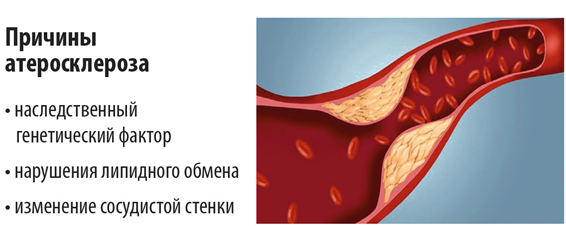 Причины
атеросклероза
• наследственный
генетический фактор
• нарушения липидного обмена
• изменение сосудистой стенки